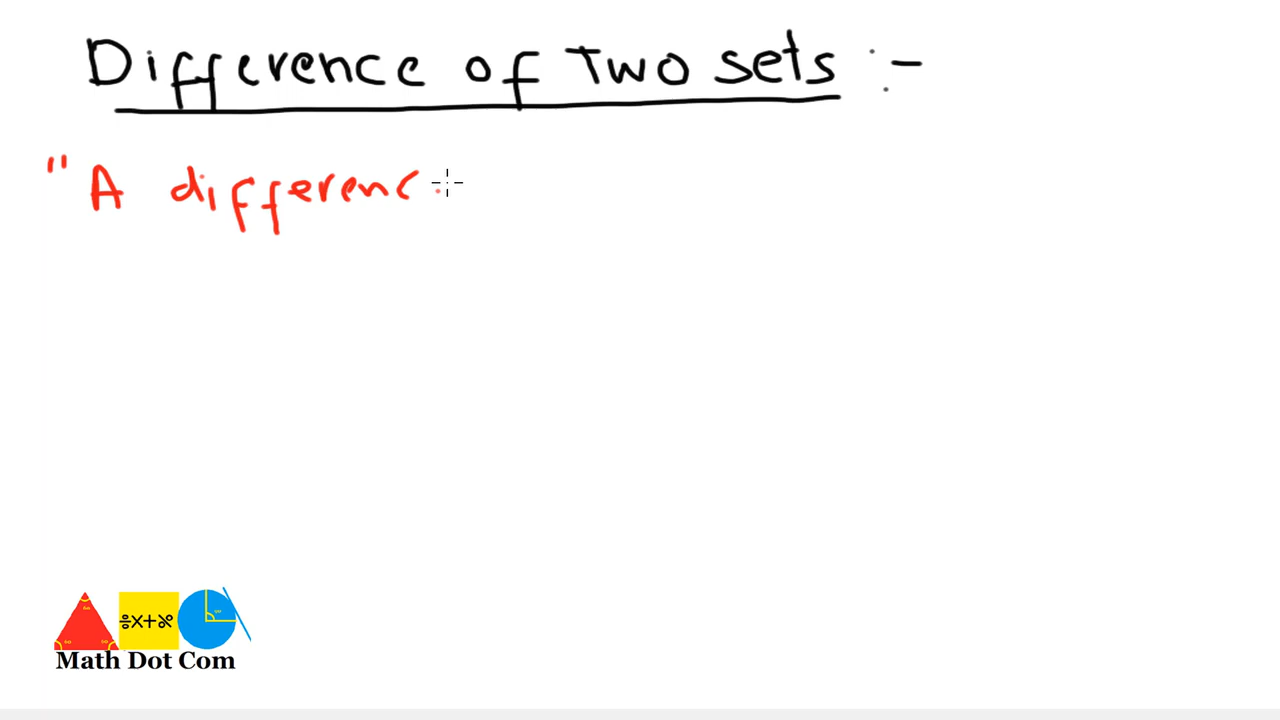 Difference of Two sets :-
"A differenc
÷x+%
Math Dot Com